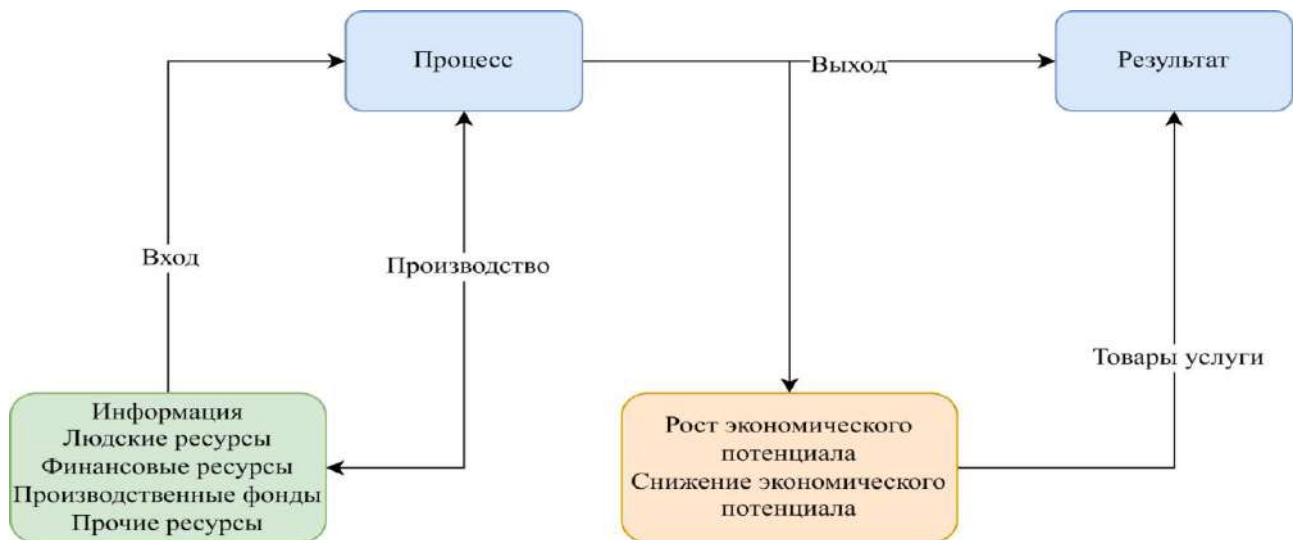 Процесс
Выход
Результат
Вход
Производство
Товары услуги
Информация
Людские ресурсы
Финансовые ресурсы
Производственные фонды
Прочие ресурсы
Рост экономического
потенциала
Снижение экономического
потенциала